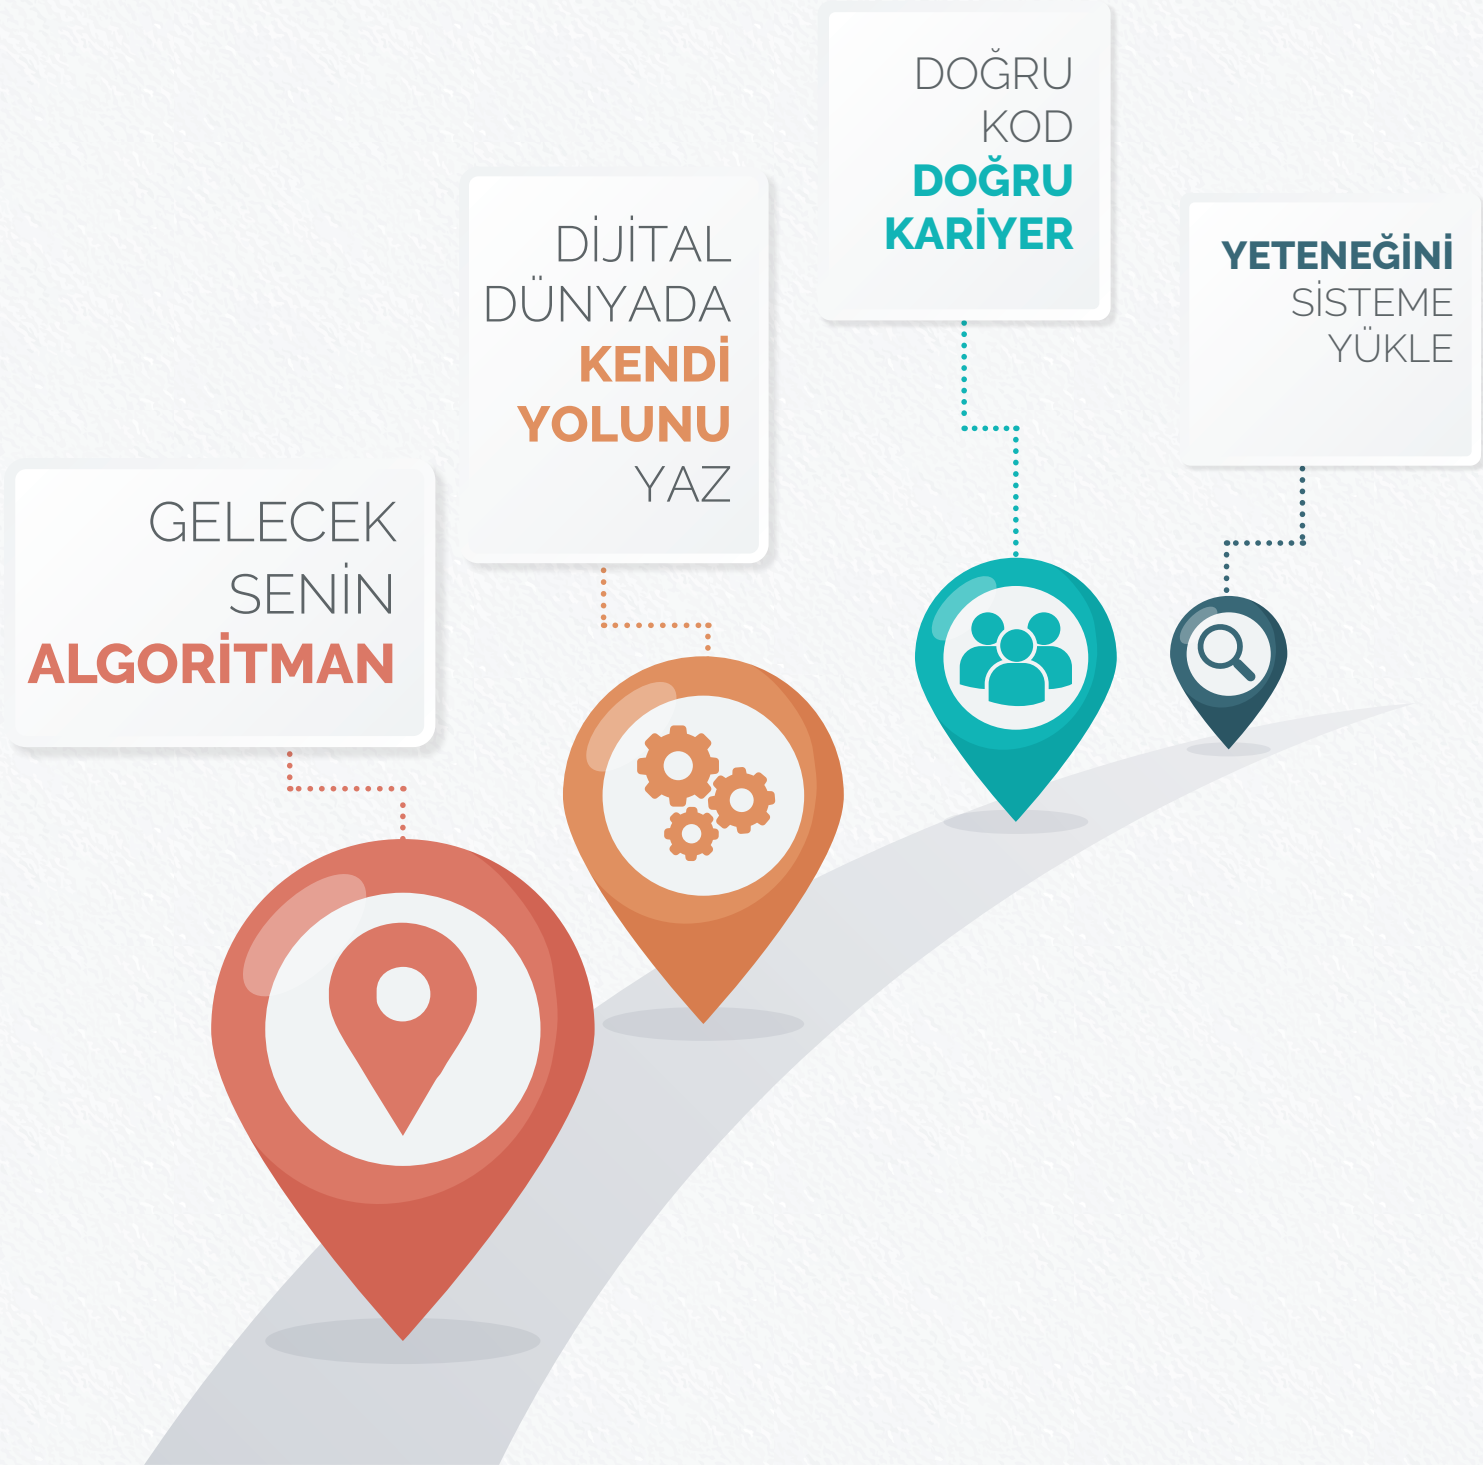 GELECEK
SENİN
ALGORİTMAN
DİJİTAL
DÜNYADA
KENDİ
YOLUNU
YAZ
DOĞRU
KOD
DOĞRU
KARİYER
YETENEĞİNİ
SİSTEME
YÜKLE